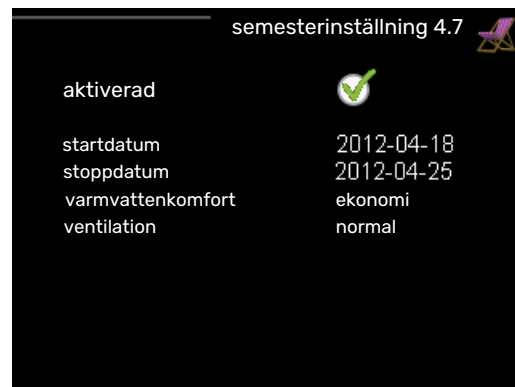 semesterinställning 4.7
aktiverad
startdatum 2012-04-18
stoppdatum 2012-04-25
varmvattenkomfort ekonomi
ventilation normal